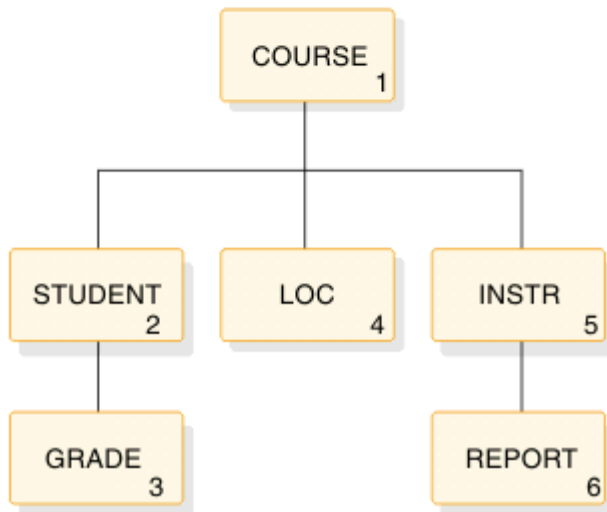 COURSE
1
STUDENT
2
LOC
4
INSTR
5
GRADE
3
REPORT
6